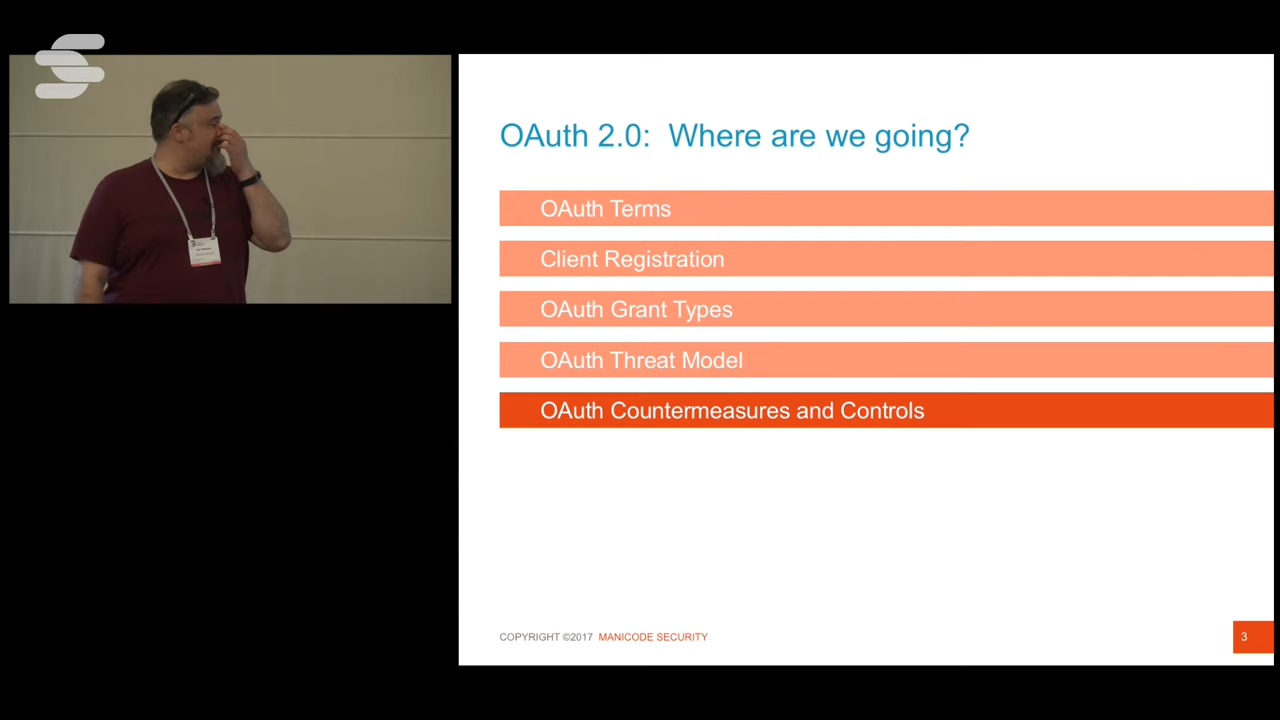 OAuth 2.0: Where are we going?
OAuth Terms
Client Registration
OAuth Grant Types
OAuth Threat Model
OAuth Countermeasures and Controls
COPYRIGHT ©2017 MANICODE SECURITY
3